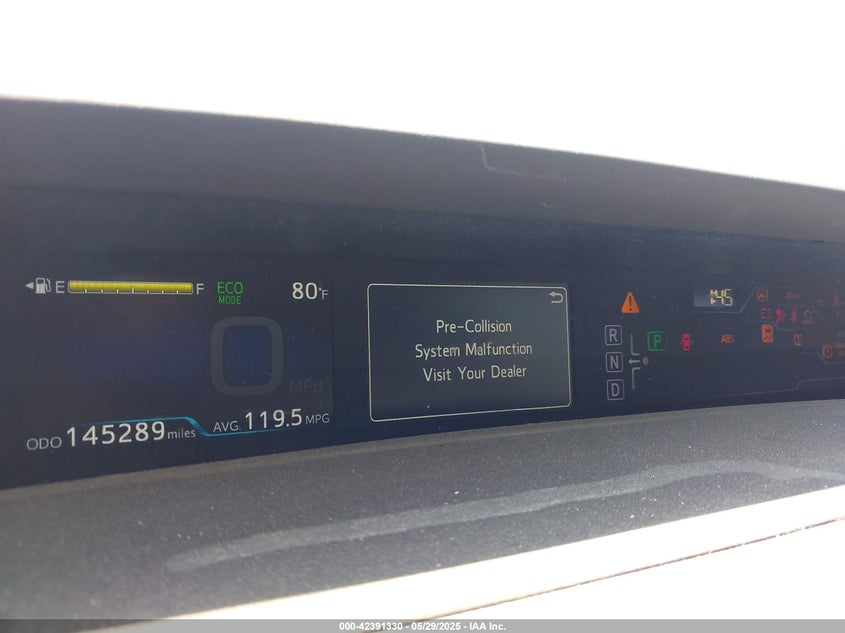 E F ECO MODE 80°F
0 MPH
ODO 145289 miles AVG. 119.5 MPG
Pre-Collision
System Malfunction
Visit Your Dealer
R
N
D
P
ABS
000-42391330 - 05/29/2025 - IAA Inc.